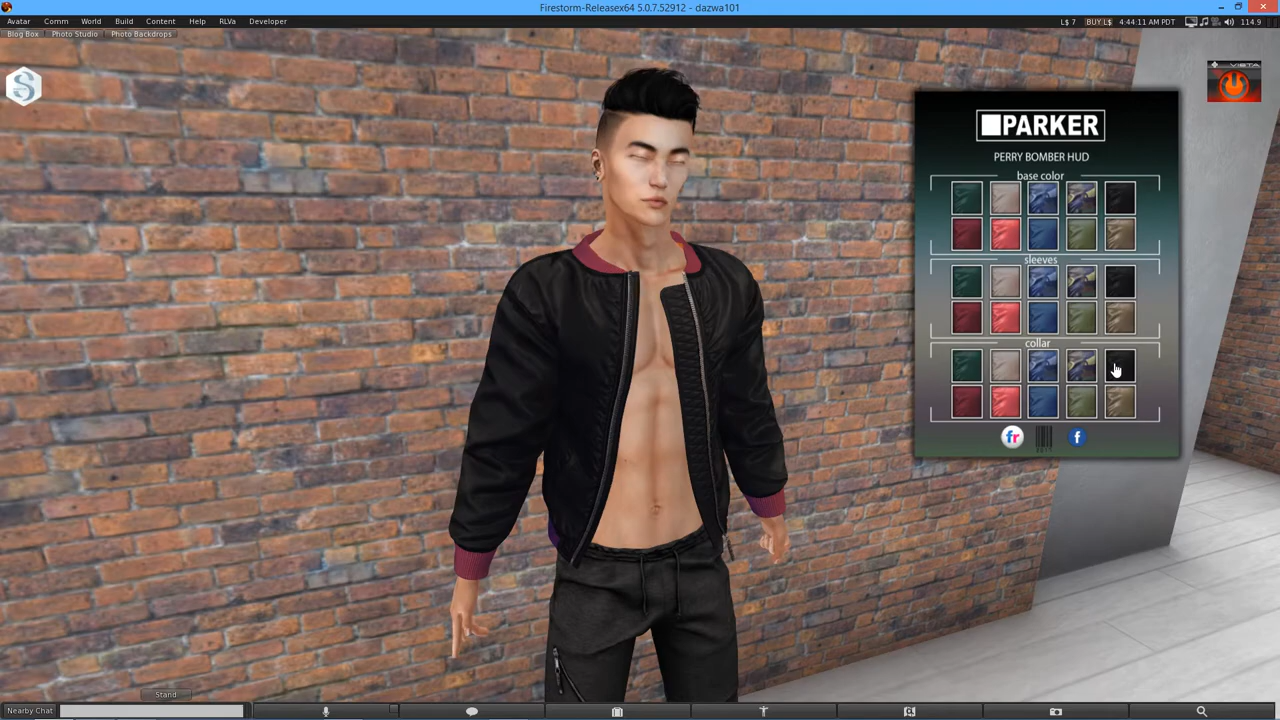 Firestorm-Releasex64 5.0.7.52912 - dazwa101
Avatar Comm World Build Content Help RLVa Developer
L$ 7 BUY L$ 4:44:11 AM PDT 114.9
Blog Box Photo Studio Photo Backdrops
VISTA
PARKER
PERRY BOMBER HUD
base color
sleeves
collar
fr
f
Stand
Nearby Chat